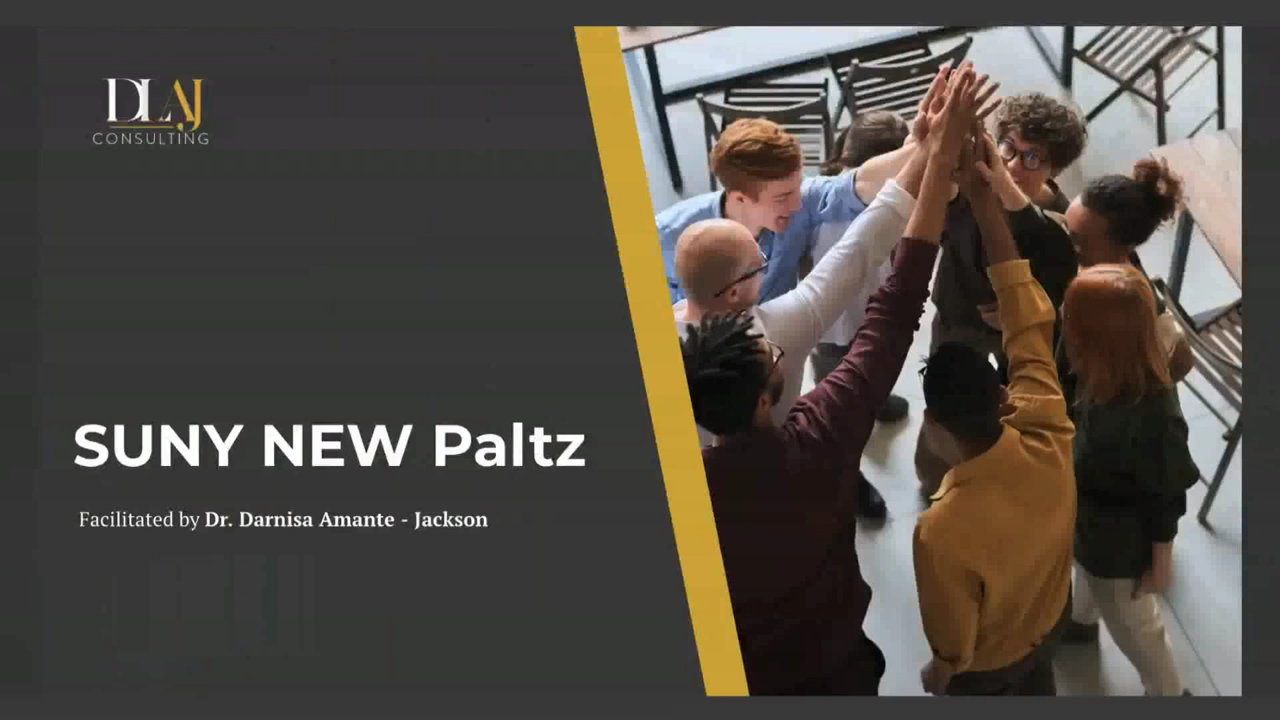 DLAJ
CONSULTING
SUNY NEW Paltz
Facilitated by Dr. Darnisa Amante - Jackson